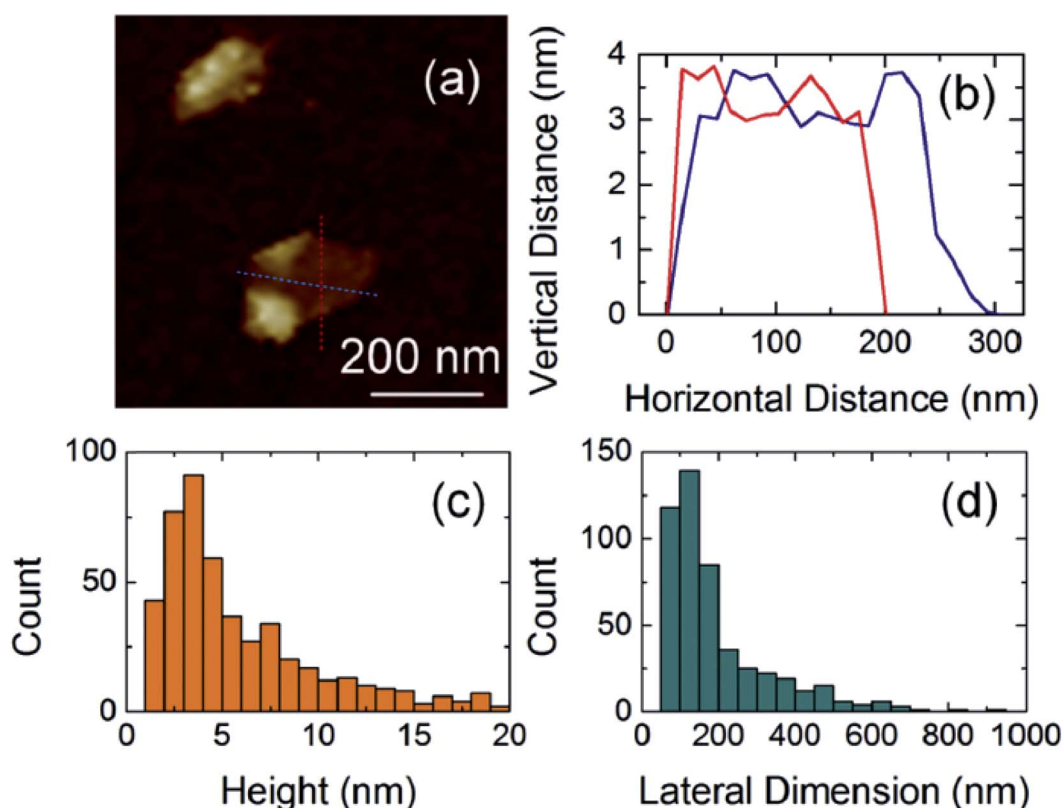 (a)
200 nm
Vertical Distance (nm)
4
3
2
1
0
(b)
0
100
200
300
Horizontal Distance (nm)
Count
100
50
0
(c)
0
5
10
15
20
Height (nm)
Count
150
100
50
0
(d)
0
200
400
600
800
1000
Lateral Dimension (nm)